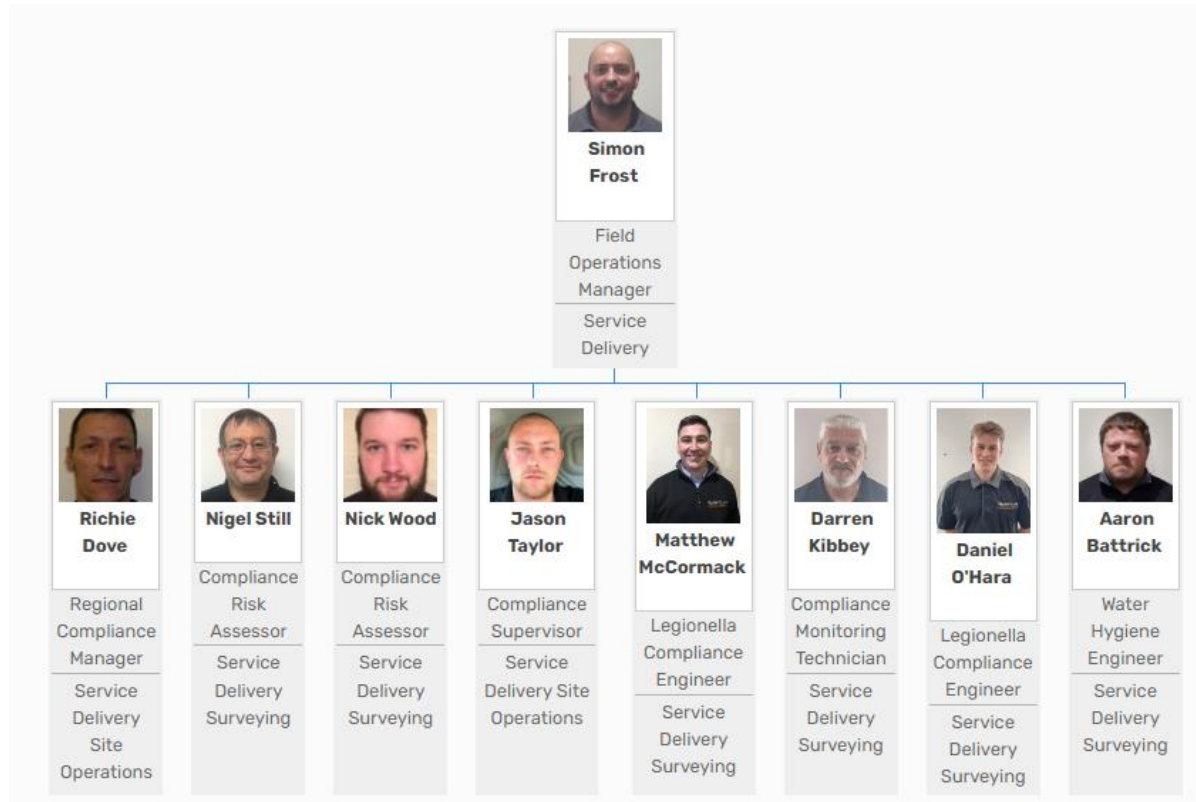 Simon
Frost
Field
Operations
Manager
Service
Delivery
Richie
Dove
Regional
Compliance
Manager
Service
Delivery
Site
Operations
Nigel Still
Compliance
Risk
Assessor
Service
Delivery
Surveying
Nick Wood
Compliance
Risk
Assessor
Service
Delivery
Surveying
Jason
Taylor
Compliance
Supervisor
Service
Delivery Site
Operations
Matthew
McCormack
Legionella
Compliance
Engineer
Service
Delivery
Surveying
Darren
Kibbey
Compliance
Monitoring
Technician
Service
Delivery
Surveying
Daniel
O'Hara
Legionella
Compliance
Engineer
Service
Delivery
Surveying
Aaron
Battrick
Water
Hygiene
Engineer
Service
Delivery
Surveying